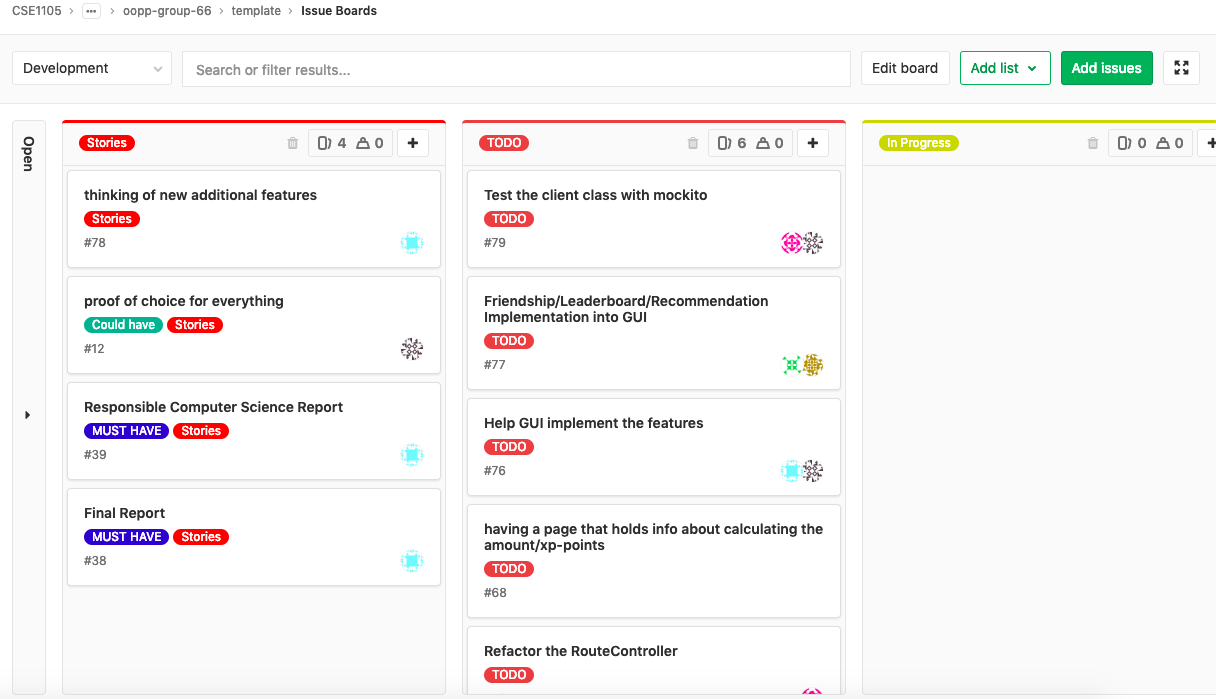 CSE1105 > ... > oopp-group-66 > template > Issue Boards
Development
Search or filter results...
Edit board
Add list
Add issues
Open
Stories
4
0
thinking of new additional features
Stories
#78
proof of choice for everything
Could have
Stories
#12
Responsible Computer Science Report
MUST HAVE
Stories
#39
Final Report
MUST HAVE
Stories
#38
TODO
6
0
Test the client class with mockito
TODO
#79
Friendship/Leaderboard/Recommendation
Implementation into GUI
TODO
#77
Help GUI implement the features
TODO
#76
having a page that holds info about calculating the
amount/xp-points
TODO
#68
Refactor the RouteController
TODO
In Progress
0
0